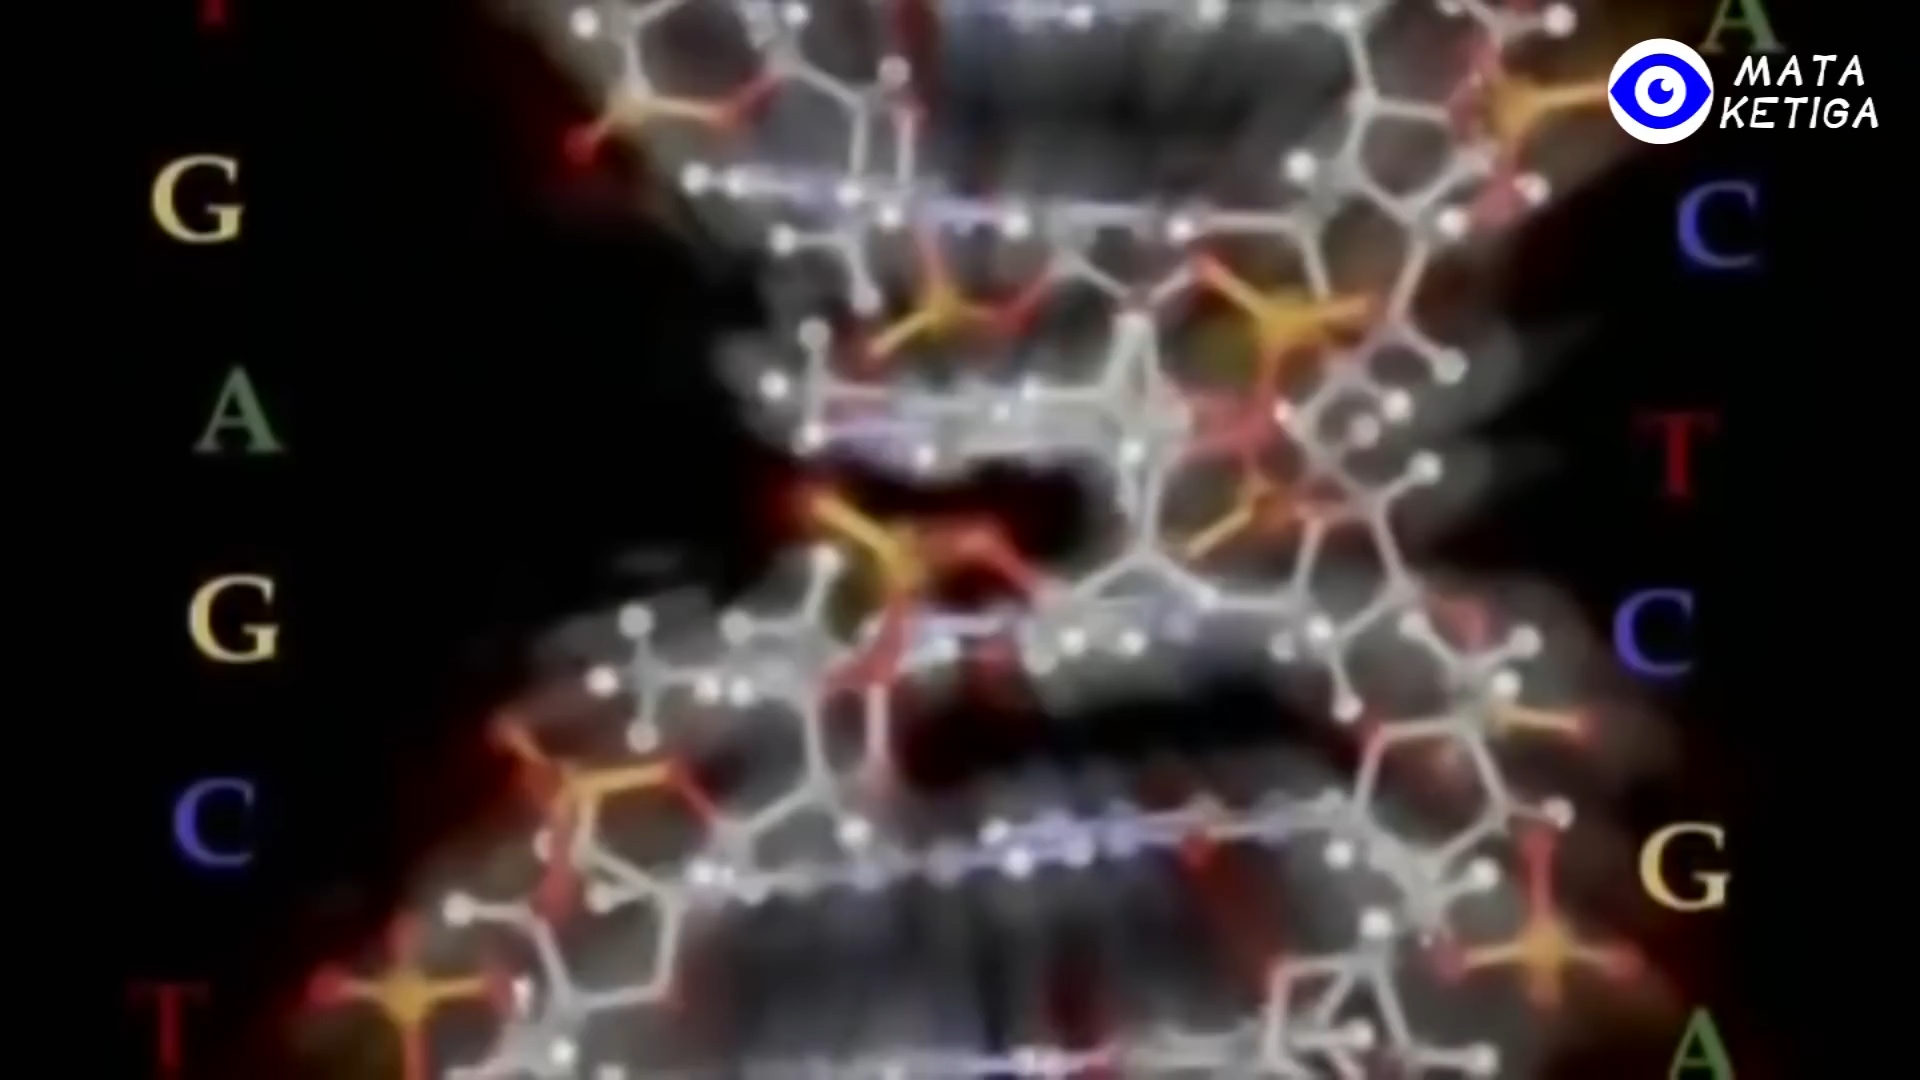 T A
MATA
KETIGA
G C
A T
G C
C G
T A